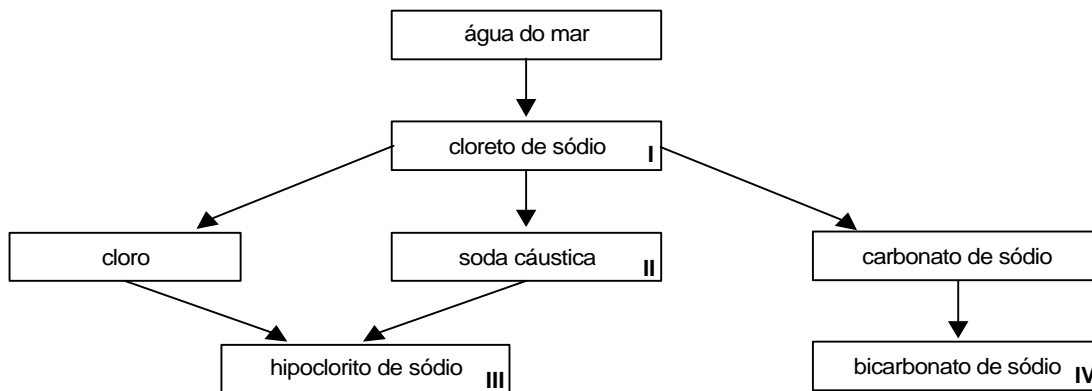 água do mar
cloreto de sódio I
cloro
soda cáustica II
carbonato de sódio
hipoclorito de sódio III
bicarbonato de sódio IV